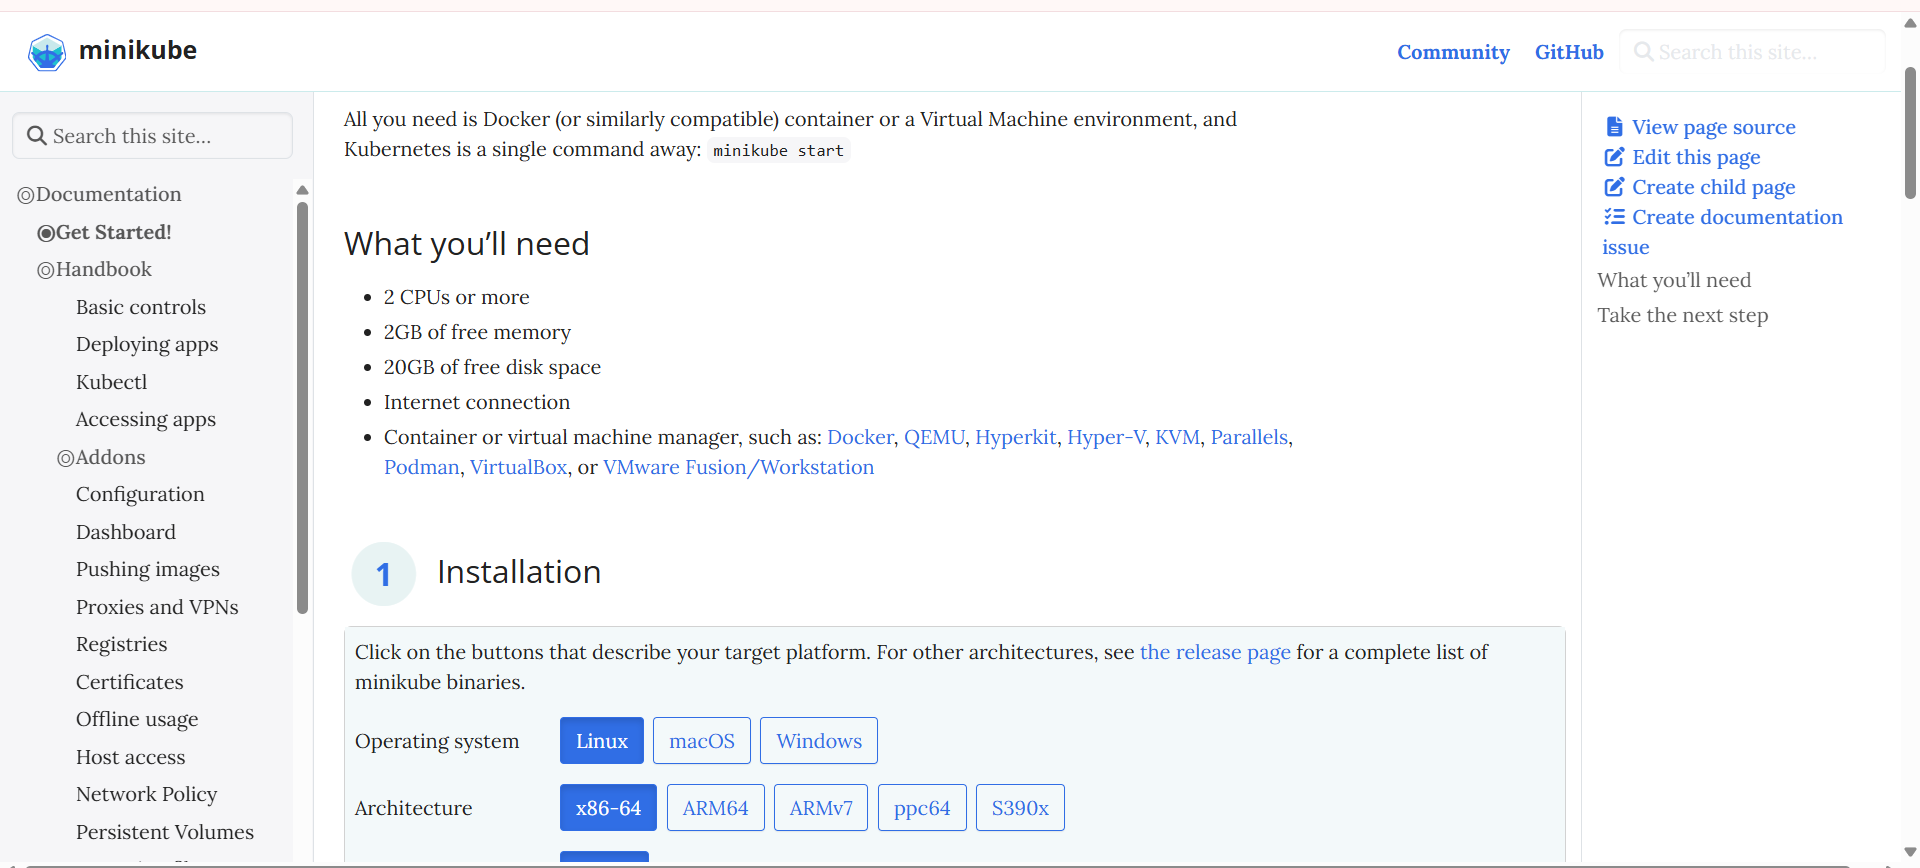 minikube
Community
GitHub
Search this site...
Search this site...
Documentation
Get Started!
Handbook
Basic controls
Deploying apps
Kubectl
Accessing apps
Addons
Configuration
Dashboard
Pushing images
Proxies and VPNs
Registries
Certificates
Offline usage
Host access
Network Policy
Persistent Volumes
All you need is Docker (or similarly compatible) container or a Virtual Machine environment, and
Kubernetes is a single command away: minikube start
What you’ll need
2 CPUs or more
2GB of free memory
20GB of free disk space
Internet connection
Container or virtual machine manager, such as: Docker, QEMU, Hyperkit, Hyper-V, KVM, Parallels,
Podman, VirtualBox, or VMware Fusion/Workstation
1 Installation
Click on the buttons that describe your target platform. For other architectures, see the release page for a complete list of
minikube binaries.
Operating system Linux macOS Windows
Architecture x86-64 ARM64 ARMv7 ppc64 S390x
View page source
Edit this page
Create child page
Create documentation
issue
What you’ll need
Take the next step